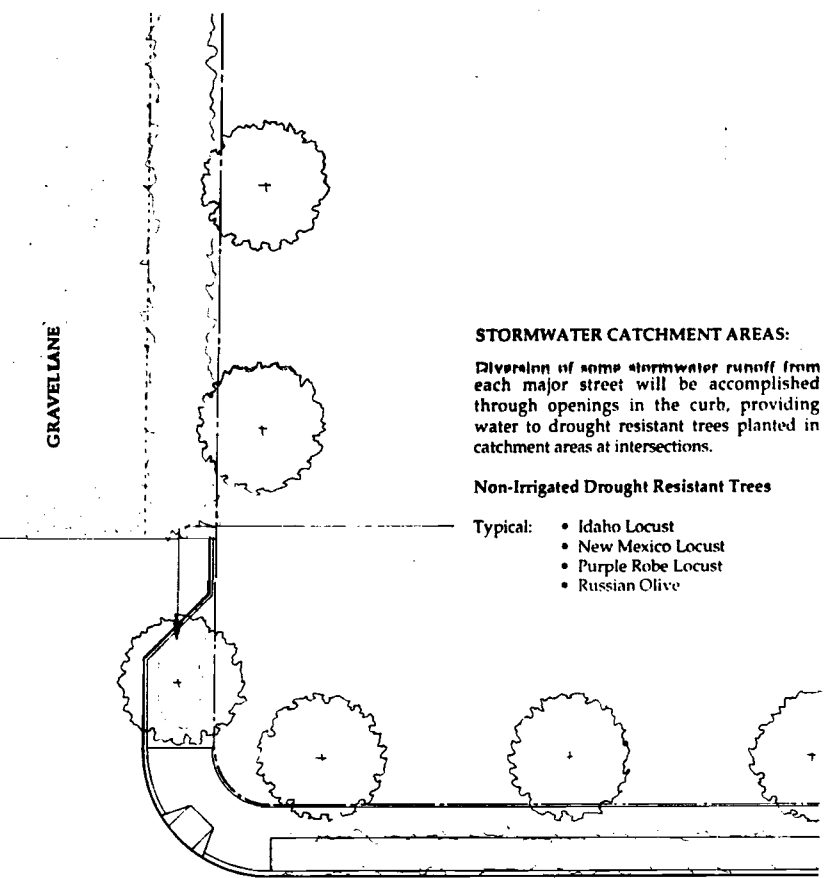 GRAVEL LANE
STORMWATER CATCHMENT AREAS:
Diversion of some stormwater runoff from
each major street will be accomplished
through openings in the curb, providing
water to drought resistant trees planted in
catchment areas at intersections.
Non-Irrigated Drought Resistant Trees
Typical: • Idaho Locust
• New Mexico Locust
• Purple Robe Locust
• Russian Olive